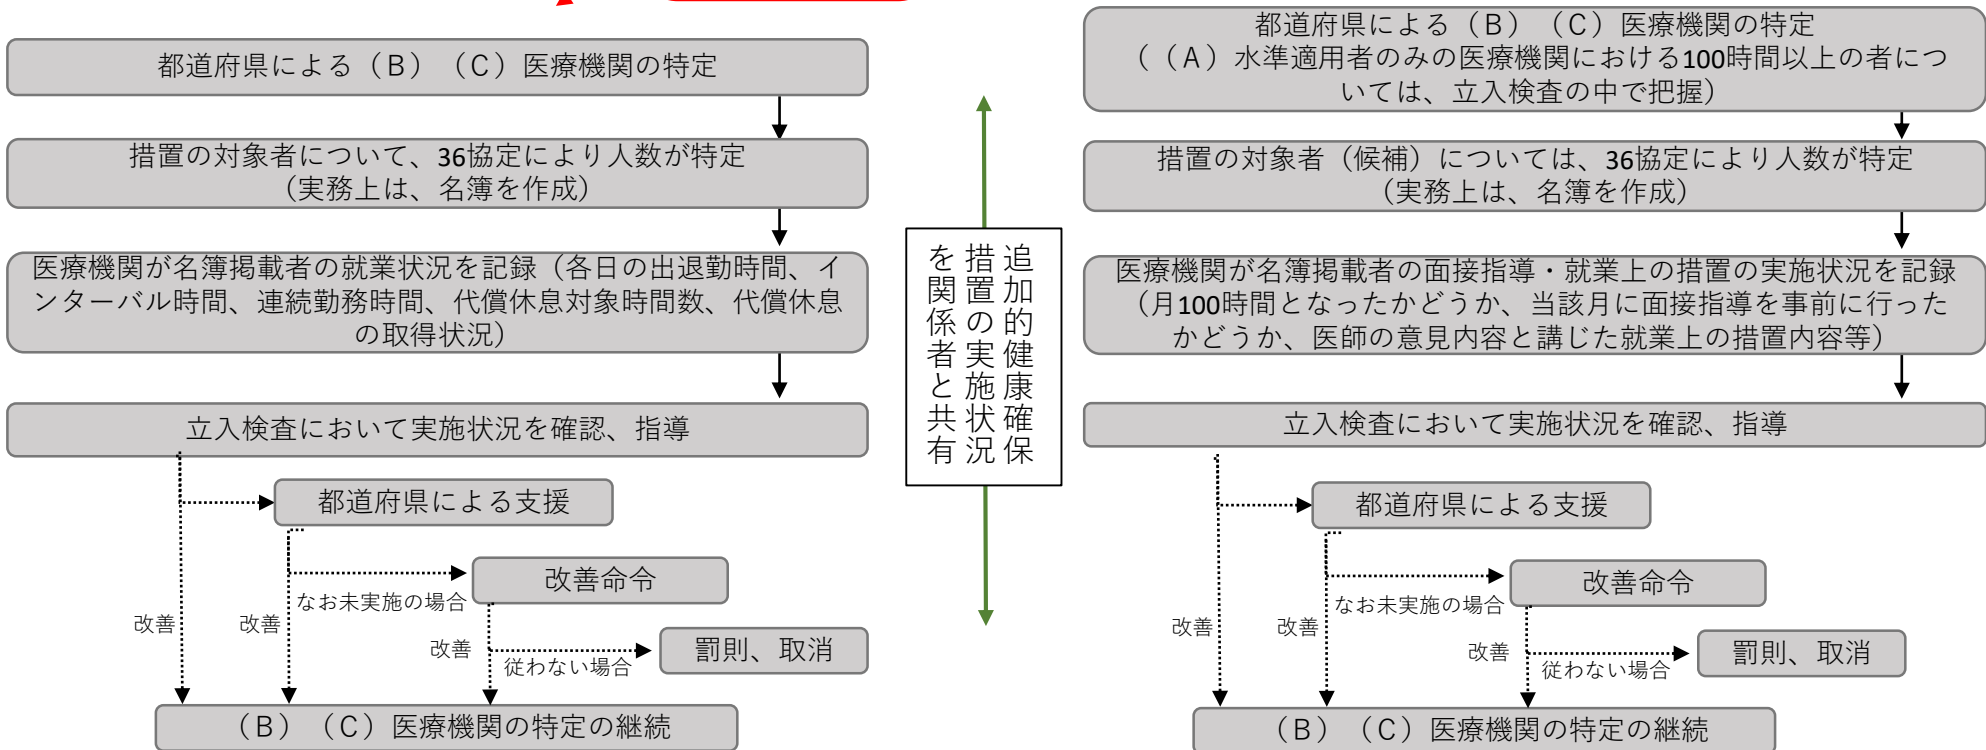 都道府県による（B）（C）医療機関の特定
措置の対象者について、36協定により人数が特定
（実務上は、名簿を作成）
医療機関が名簿掲載者の就業状況を記録（各日の出退勤時間、イ
ンターバル時間、連続勤務時間、代償休息対象時間数、代償休息
の取得状況）
立入検査において実施状況を確認、指導
都道府県による支援
改善命令
なお未実施の場合
改善
改善
改善
従わない場合
罰則、取消
（B）（C）医療機関の特定の継続
追加的健康確保
措置の実施状況
を関係者と共有
都道府県による（B）（C）医療機関の特定
（（A）水準適用者のみの医療機関における100時間以上の者につ
いては、立入検査の中で把握）
措置の対象者（候補）については、36協定により人数が特定
（実務上は、名簿を作成）
医療機関が名簿掲載者の面接指導・就業上の措置の実施状況を記録
（月100時間となったかどうか、当該月に面接指導を事前に行った
かどうか、医師の意見内容と講じた就業上の措置内容等）
立入検査において実施状況を確認、指導
都道府県による支援
改善命令
なお未実施の場合
改善
改善
改善
従わない場合
罰則、取消
（B）（C）医療機関の特定の継続